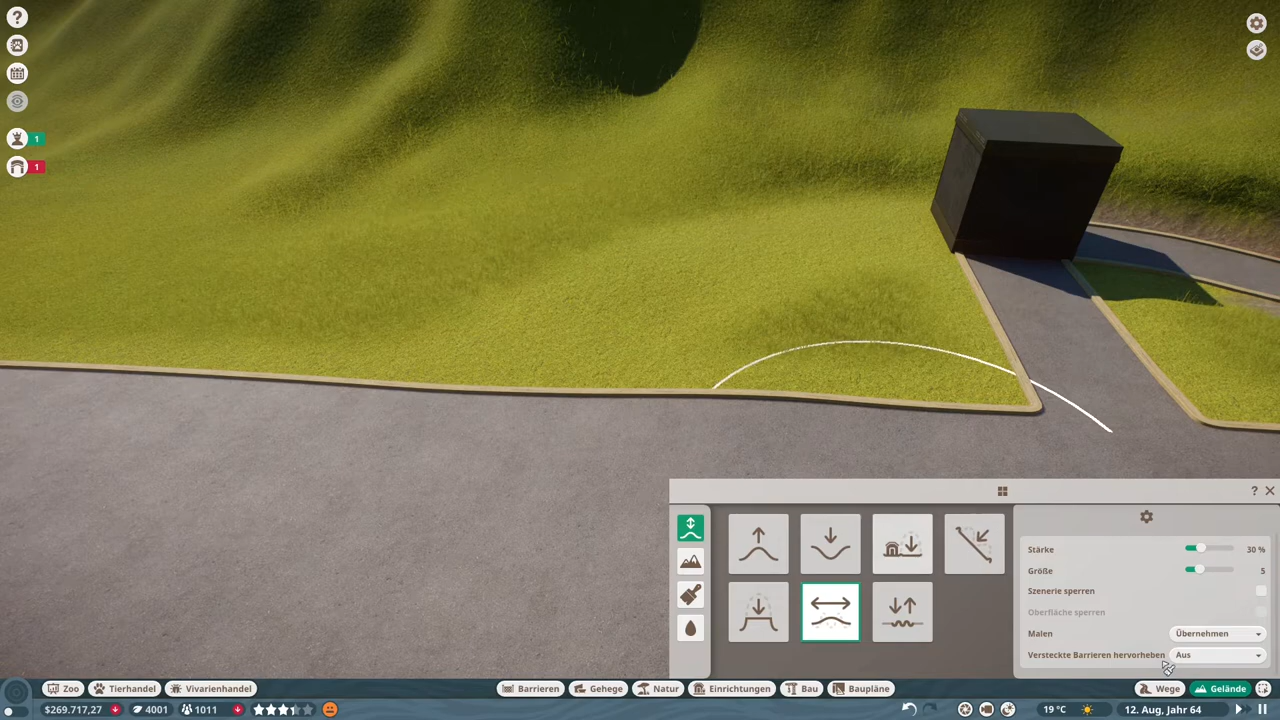 ?
1
1
?
Stärke 30 %
Größe 5
Szenerie sperren
Oberfläche sperren
Malen Übernehmen
Versteckte Barrieren hervorheben Aus
Zoo Tierhandel Vivarienhandel Barrieren Gehege Natur Einrichtungen Bau Baupläne Wege Gelände
$269.717,27 4001 1011 19 °C 12. Aug, Jahr 64